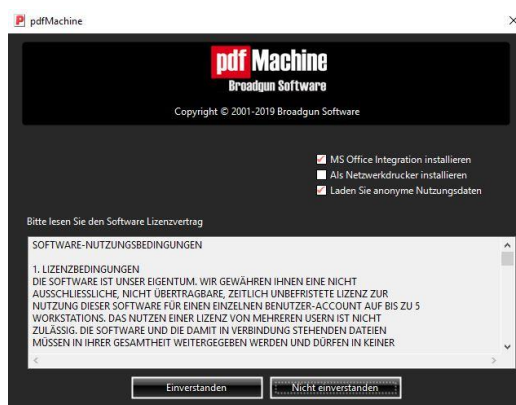 pdfMachine
pdf Machine
Broadgun Software
Copyright © 2001-2019 Broadgun Software
MS Office Integration installieren
Als Netzwerkdrucker installieren
Laden Sie anonyme Nutzungsdaten
Bitte lesen Sie den Software Lizenzvertrag
SOFTWARE-NUTZUNGSBEDINGUNGEN
1. LIZENZBEDINGUNGEN
DIE SOFTWARE IST UNSER EIGENTUM. WIR GEWÄHREN IHNEN EINE NICHT
AUSSCHLIESSLICHE, NICHT ÜBERTRAGBARE, ZEITLICH UNBEFRISTETE LIZENZ ZUR
NUTZUNG DIESER SOFTWARE FÜR EINEN EINZELNEN BENUTZER-ACCOUNT AUF BIS ZU 5
WORKSTATIONS. DAS NUTZEN EINER LIZENZ VON MEHREREN USERN IST NICHT
ZULÄSSIG. DIE SOFTWARE UND DIE DAMIT IN VERBINDUNG STEHENDEN DATEIEN
MÜSSEN IN IHRER GESAMTHEIT WEITERGEGEBEN WERDEN UND DÜRFEN IN KEINER
Einverstanden
Nicht einverstanden